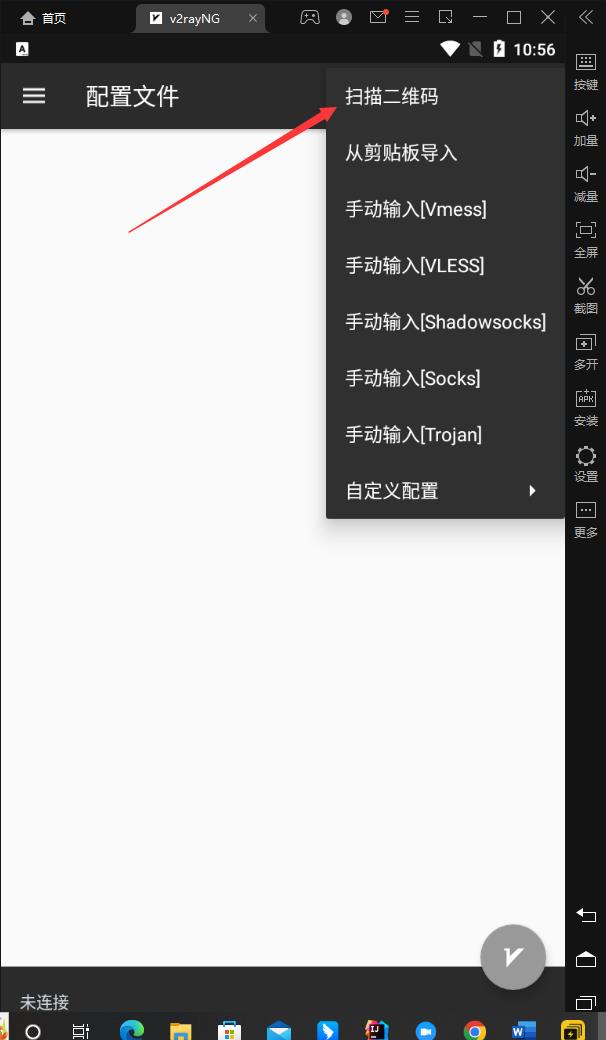 首页
v2rayNG
A
10:56
配置文件
扫描二维码
从剪贴板导入
手动输入[Vmess]
手动输入[VLESS]
手动输入[Shadowsocks]
手动输入[Socks]
手动输入[Trojan]
自定义配置
按键
加量
减量
全屏
截图
多开
APK
安装
设置
更多
未连接